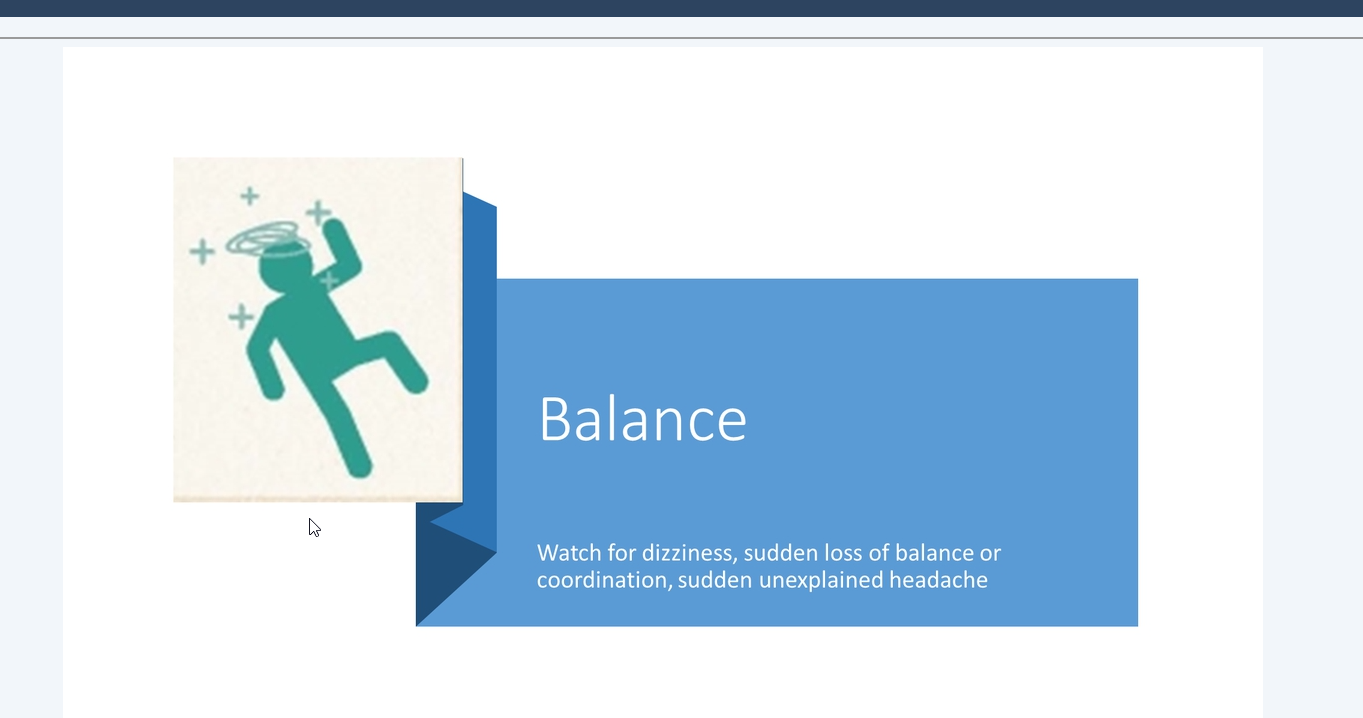 Balance
Watch for dizziness, sudden loss of balance or
coordination, sudden unexplained headache